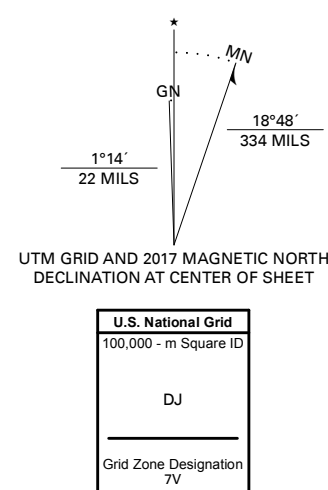 ★
MN
GN
18°48´
334 MILS
1°14´
22 MILS
UTM GRID AND 2017 MAGNETIC NORTH
DECLINATION AT CENTER OF SHEET
U.S. National Grid
100,000 - m Square ID
DJ
Grid Zone Designation
7V